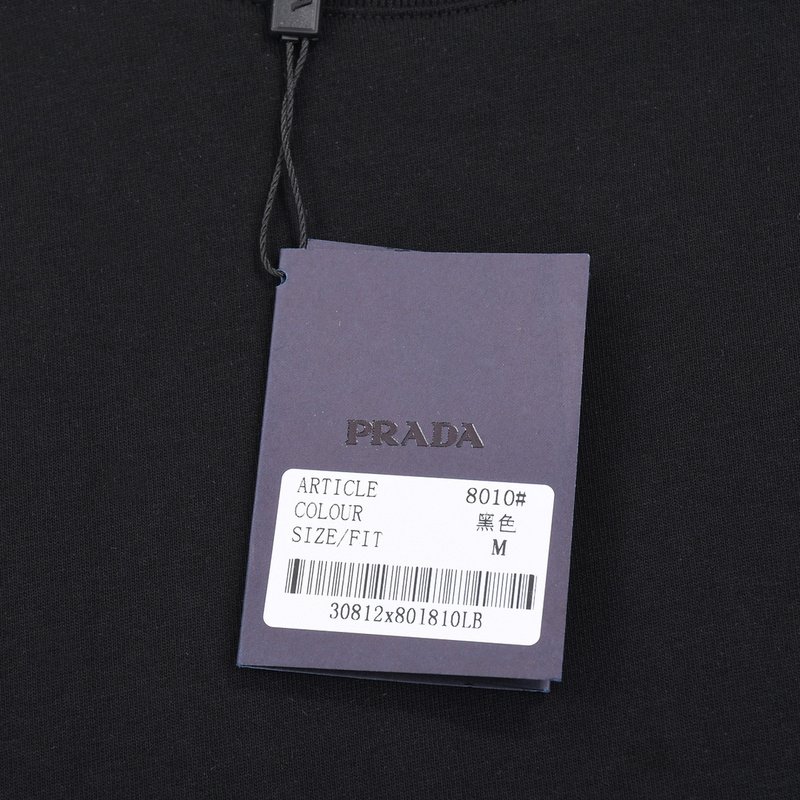 PRADA
ARTICLE 8010#
COLOUR 黑色
SIZE/FIT M
30812x801810LB